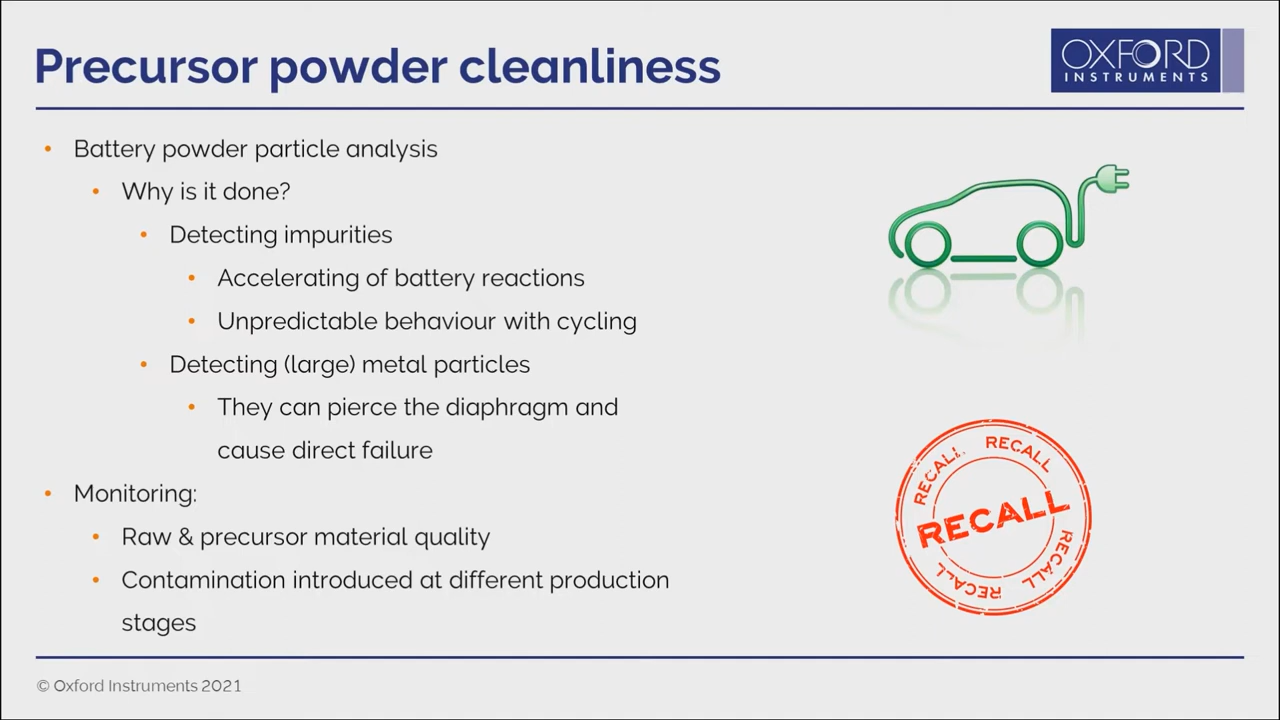 Precursor powder cleanliness
OXFORD
INSTRUMENTS
• Battery powder particle analysis
• Why is it done?
• Detecting impurities
• Accelerating of battery reactions
• Unpredictable behaviour with cycling
• Detecting (large) metal particles
• They can pierce the diaphragm and
cause direct failure
• Monitoring:
• Raw & precursor material quality
• Contamination introduced at different production
stages
RECALL
RECALL
RECALL
RECALL
RECALL
RECALL
RECALL
© Oxford Instruments 2021